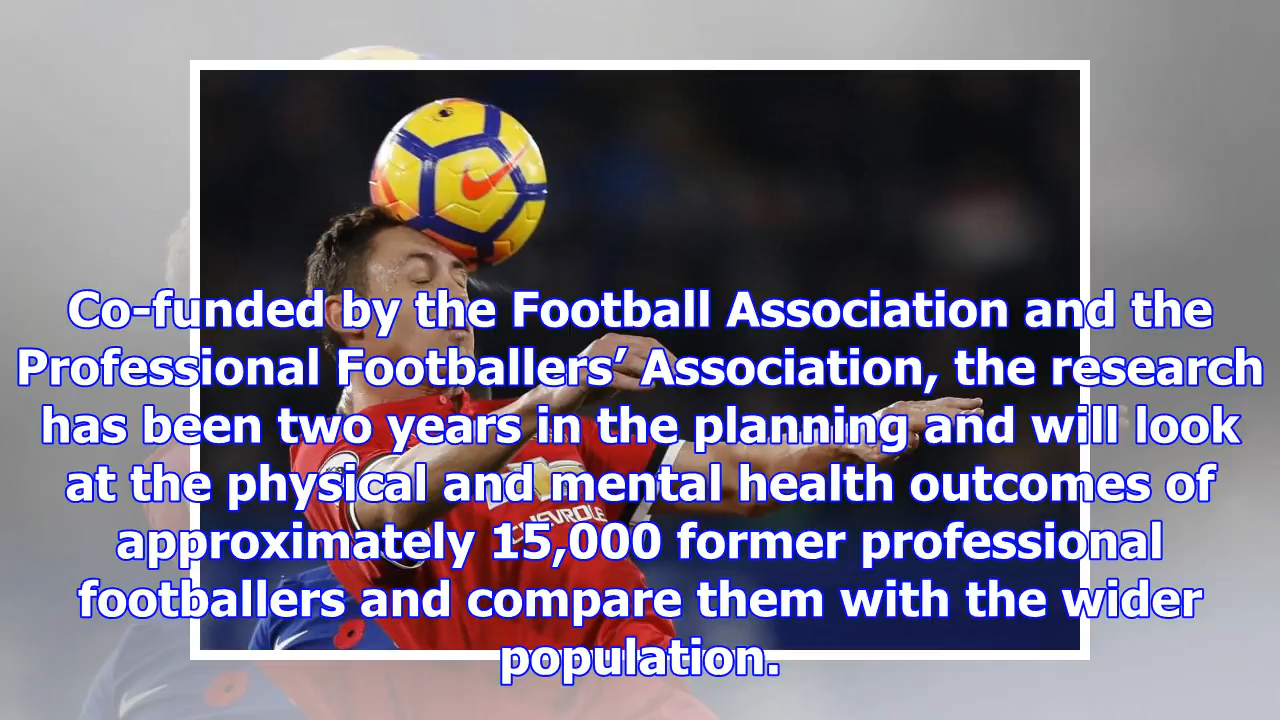 Co-funded by the Football Association and the
Professional Footballers’ Association, the research
has been two years in the planning and will look
at the physical and mental health outcomes of
approximately 15,000 former professional
footballers and compare them with the wider
population.
CHEVROLET